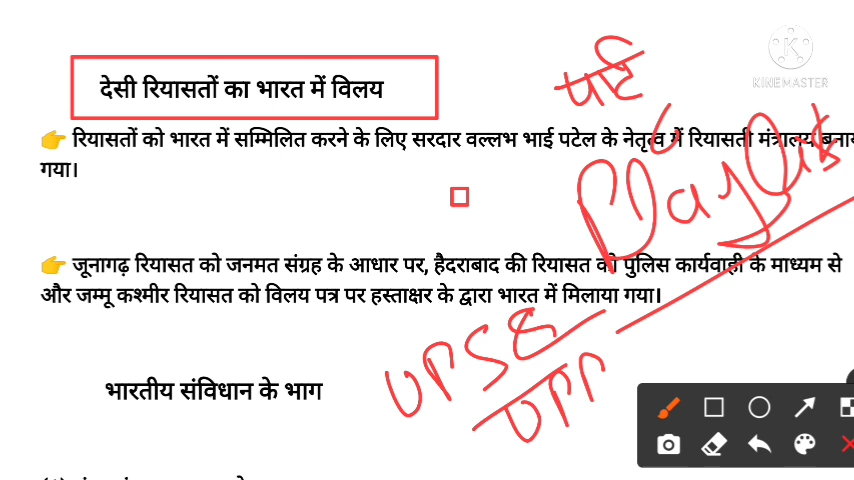 KINEMASTER
देसी रियासतों का भारत में विलय
👉 रियासतों को भारत में सम्मिलित करने के लिए सरदार वल्लभ भाई पटेल के नेतृत्व में रियासती मंत्रालय बनाय
गया।
Playlist
👉 जूनागढ़ रियासत को जनमत संग्रह के आधार पर, हैदराबाद की रियासत को पुलिस कार्यवाही के माध्यम से
और जम्मू कश्मीर रियासत को विलय पत्र पर हस्ताक्षर के द्वारा भारत में मिलाया गया।
UPSC
भारतीय संविधान के भाग